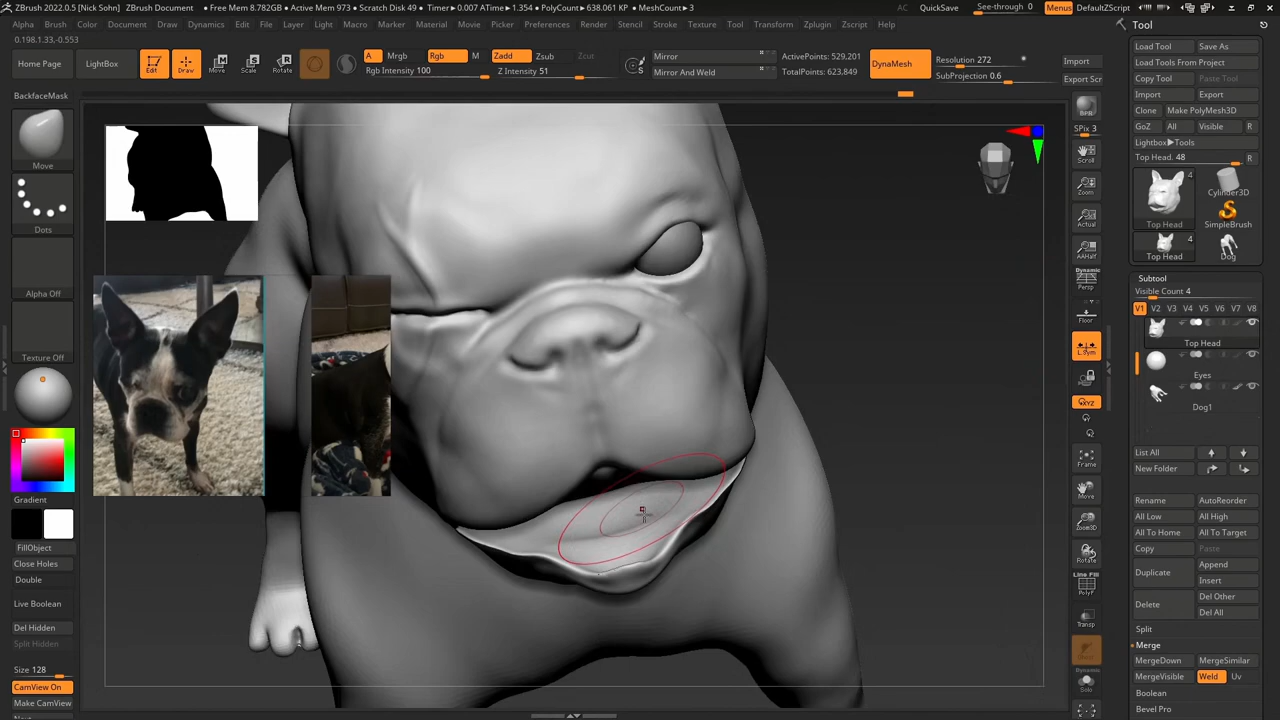 ZBrush 2022.0.5 [Nick Sohn]
ZBrush Document
• Free Mem 8.782GB • Active Mem 973 • Scratch Disk 49 •
Timer▶0.007 ATime▶1.354 • PolyCount▶638.061 KP • MeshCount▶3
AC
QuickSave
See-through 0
Menus
DefaultZScript
Alpha
Brush
Color
Document
Draw
Dynamics
Edit
File
Layer
Light
Macro
Marker
Material
Movie
Picker
Preferences
Render
Stencil
Stroke
Texture
Tool
Transform
Zplugin
Zscript
Help
Tool
0.198,1.33,-0.553
Home Page
LightBox
Edit
Draw
Move
Scale
Rotate
A
Mrgb
Rgb
M
Zadd
Zsub
Zcut
Rgb Intensity 100
Z Intensity 51
Mirror
Mirror And Weld
ActivePoints: 529,201
TotalPoints: 623,849
DynaMesh
Resolution 272
SubProjection 0.6
Import
Export Scr
Load Tool
Save As
Load Tools From Project
Copy Tool
Paste Tool
Import
Export
Clone
Make PolyMesh3D
GoZ
All
Visible
R
Lightbox▶Tools
Top Head. 48
R
4
Top Head
Cylinder3D
SimpleBrush
4
Top Head
Dog
Subtool
Visible Count 4
V1
V2
V3
V4
V5
V6
V7
V8
Top Head
Eyes
Dog1
List All
New Folder
Rename
AutoReorder
All Low
All High
All To Home
All To Target
Copy
Paste
Duplicate
Append
Insert
Delete
Del Other
Del All
Split
Merge
MergeDown
MergeSimilar
MergeVisible
Weld
Uv
Boolean
Bevel Pro
BackfaceMask
Move
Dots
Alpha Off
Texture Off
Gradient
FillObject
Close Holes
Double
Live Boolean
Del Hidden
Split Hidden
Size 128
CamView On
Make CamView
BPR
SPix 3
Scroll
Zoom
Actual
AAHalf
Dynamic
Persp
Floor
L.Sym
XYZ
Frame
Move
Zoom3D
Rotate
Line Fill
PolyF
Transp
Dynamic
Solo